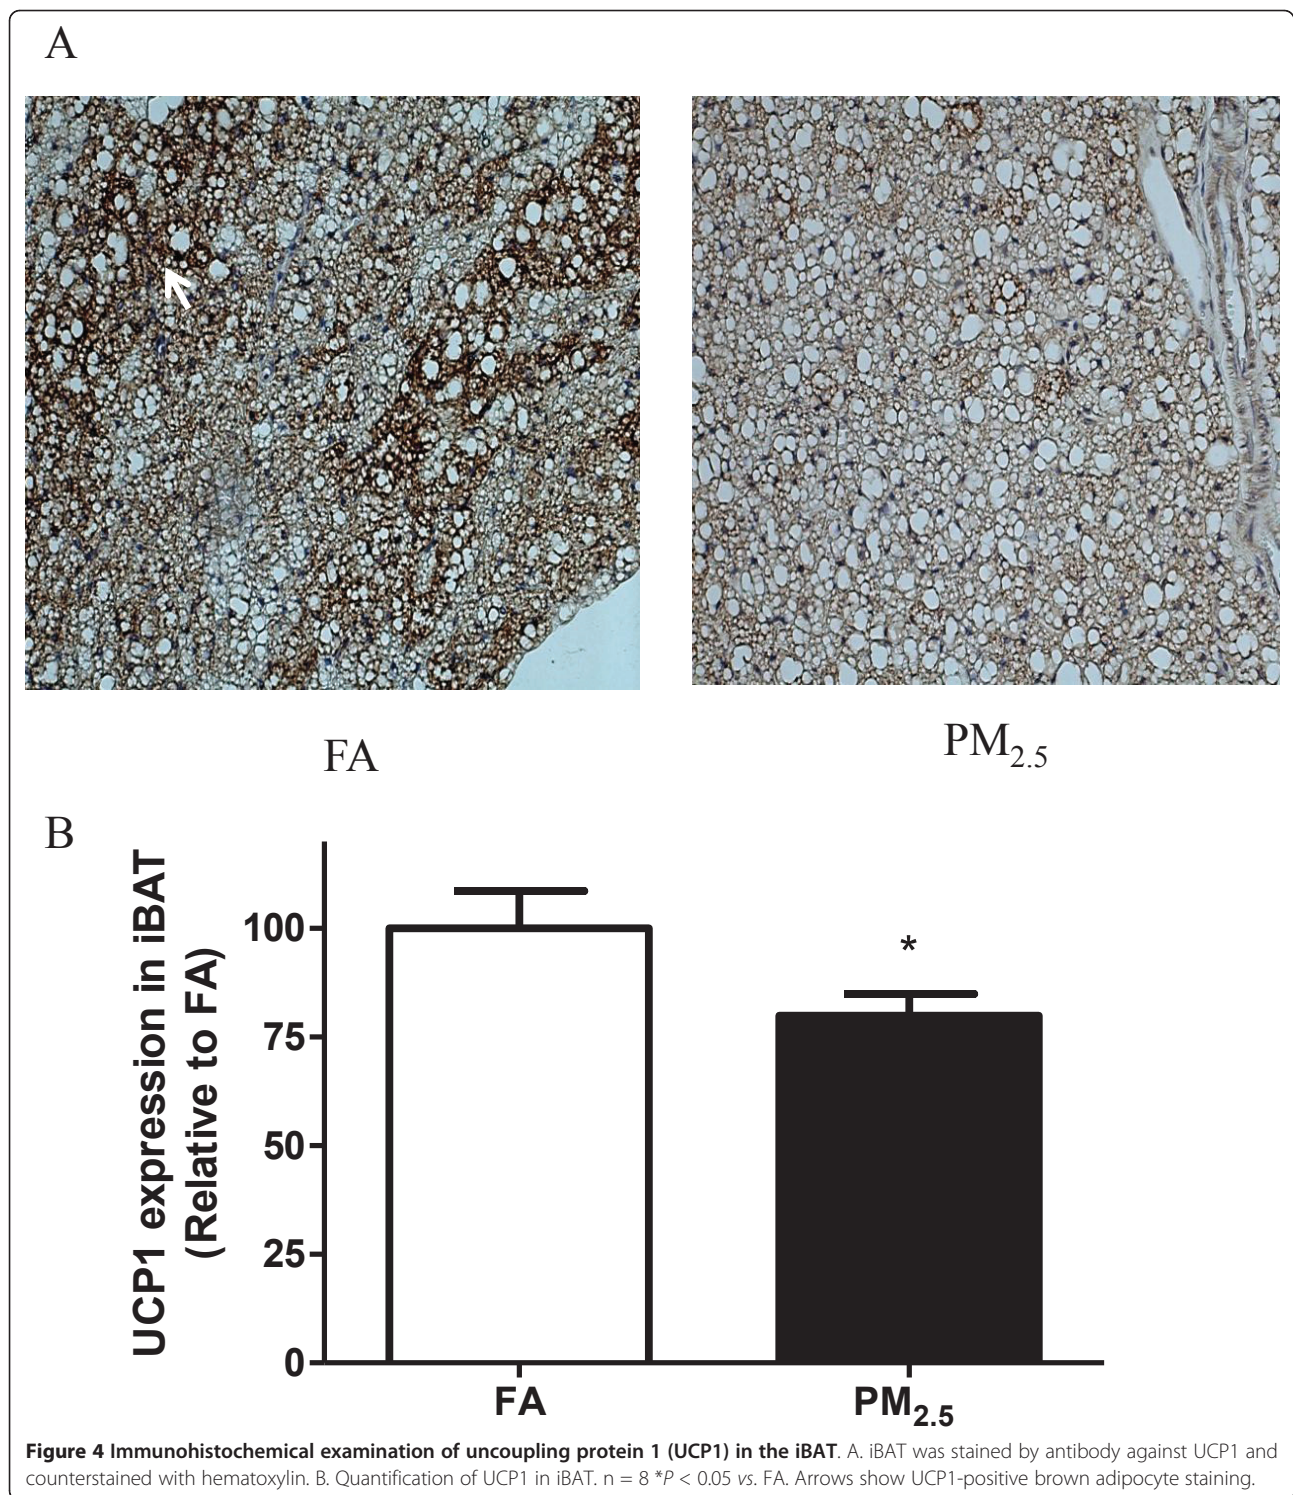 A
FA
PM2.5
B
UCP1 expression in iBAT
(Relative to FA)
100
75
50
25
0
*
FA
PM2.5
Figure 4 Immunohistochemical examination of uncoupling protein 1 (UCP1) in the iBAT. A. iBAT was stained by antibody against UCP1 and
counterstained with hematoxylin. B. Quantification of UCP1 in iBAT. n = 8 *P < 0.05 vs. FA. Arrows show UCP1-positive brown adipocyte staining.